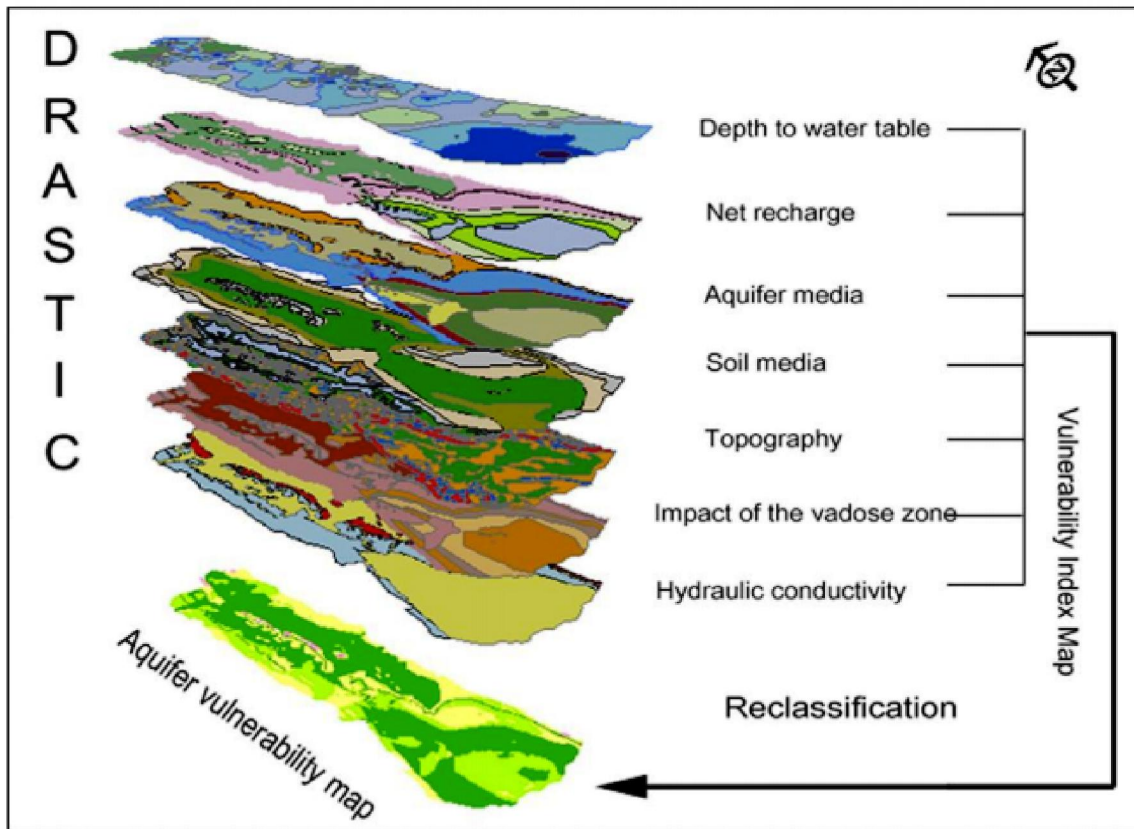 D
R
A
S
T
I
C
N
Depth to water table
Net recharge
Aquifer media
Soil media
Topography
Impact of the vadose zone
Hydraulic conductivity
Vulnerability Index Map
Reclassification
Aquifer vulnerability map